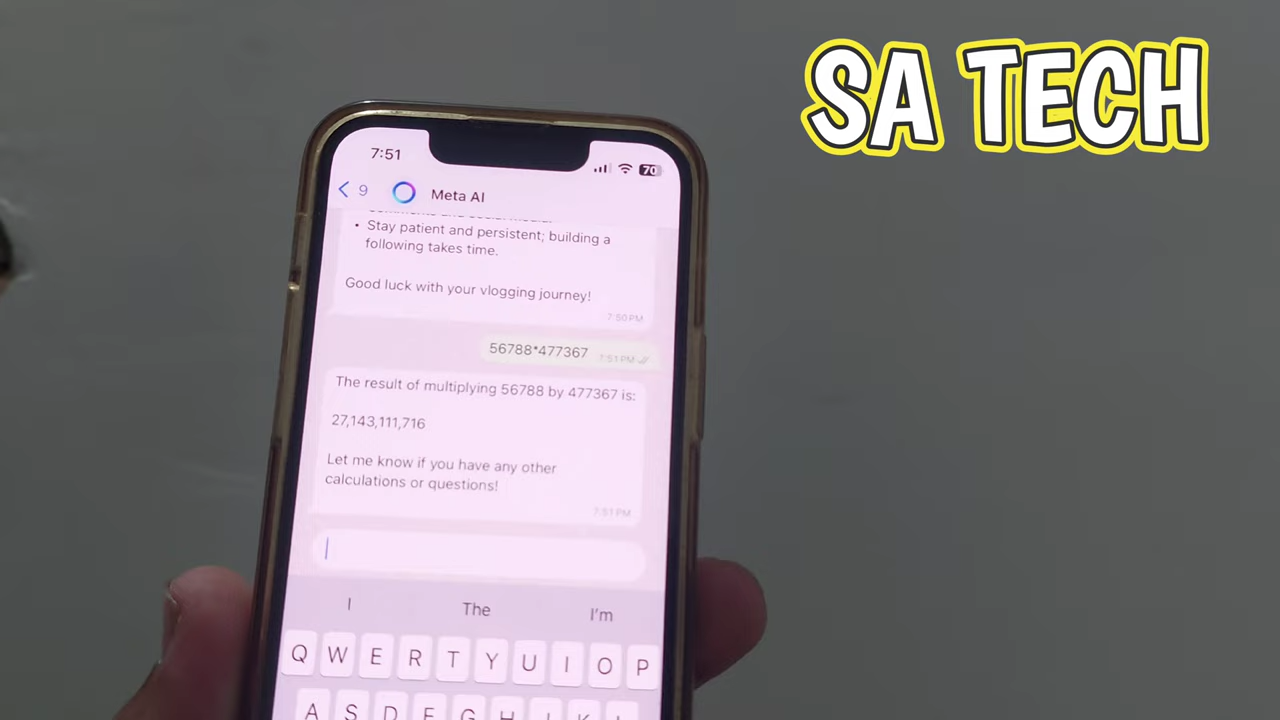 SA TECH
7:51
70
9
Meta AI
• Stay patient and persistent; building a
following takes time.
Good luck with your vlogging journey!
7:50 PM
56788*477367
7:51 PM
The result of multiplying 56788 by 477367 is:
27,143,111,716
Let me know if you have any other
calculations or questions!
7:51 PM
I The I'm
Q W E R T Y U I O P
A S D F G H J K L